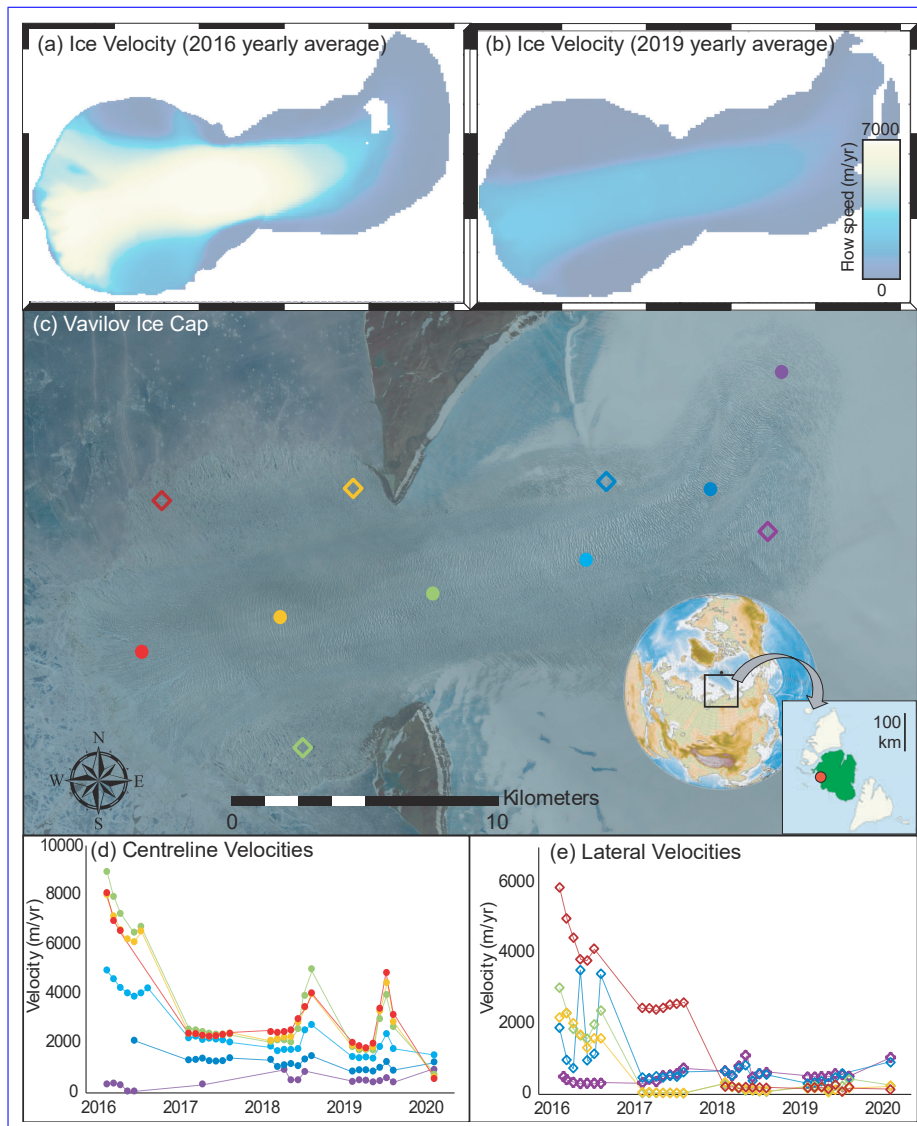 (a) Ice Velocity (2016 yearly average)
(b) Ice Velocity (2019 yearly average)
7000
Flow speed (m/yr)
0
(c) Vavilov Ice Cap
N
W E
S
Kilometers
0 10
100
km
(d) Centreline Velocities
10000
8000
6000
4000
2000
0
Velocity (m/yr)
2016 2017 2018 2019 2020
(e) Lateral Velocities
6000
4000
2000
0
Velocity (m/yr)
2016 2017 2018 2019 2020